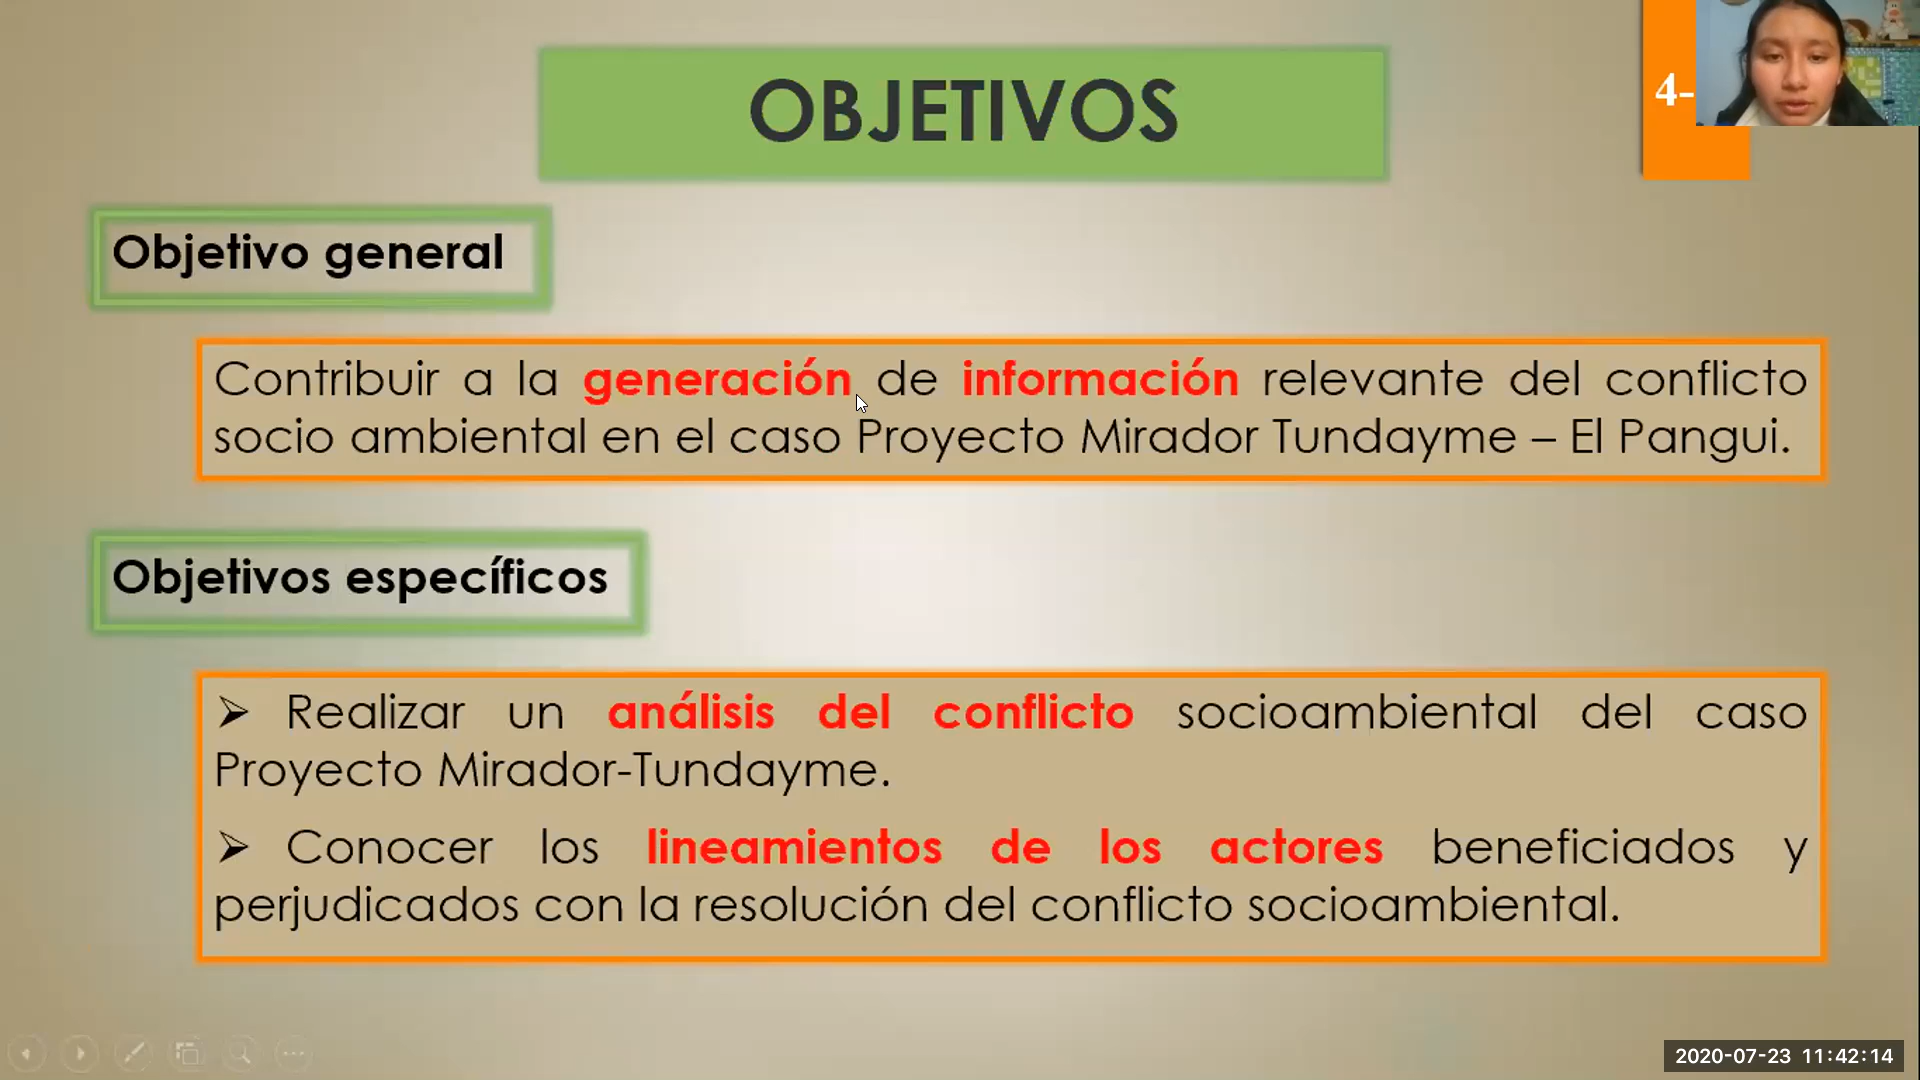 OBJETIVOS
4-
Objetivo general
Contribuir a la generación de información relevante del conflicto
socio ambiental en el caso Proyecto Mirador Tundayme – El Pangui.
Objetivos específicos
➢ Realizar un análisis del conflicto socioambiental del caso
Proyecto Mirador-Tundayme.
➢ Conocer los lineamientos de los actores beneficiados y
perjudicados con la resolución del conflicto socioambiental.
2020-07-23 11:42:14